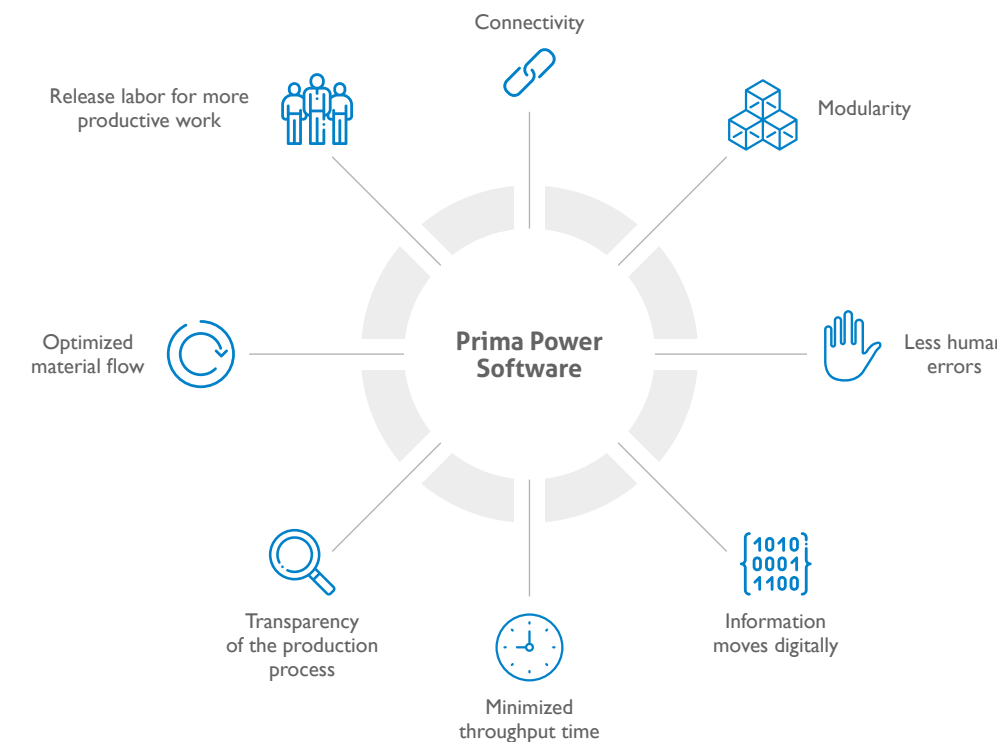 Connectivity
Release labor for more
productive work
Modularity
Optimized
material flow
Prima Power
Software
Less human
errors
1010
0001
1100
Transparency
of the production
process
Information
moves digitally
Minimized
throughput time